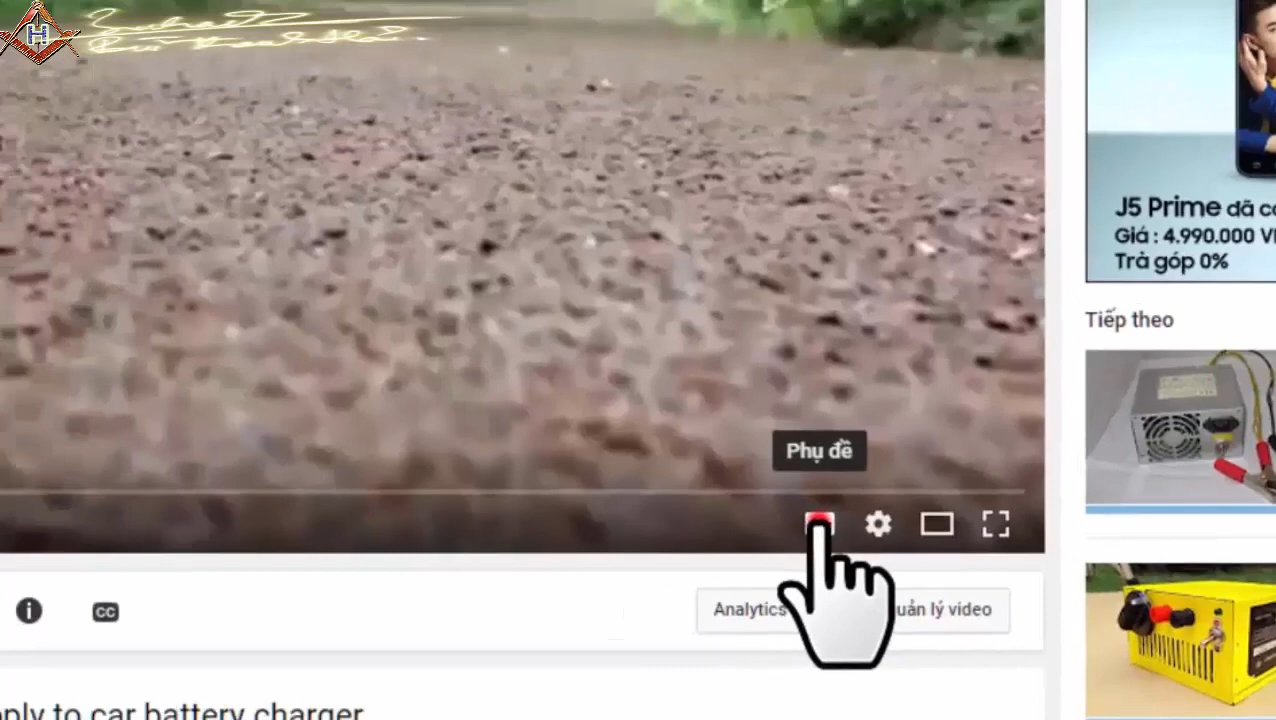 H
J5 Prime đã c
Giá : 4.990.000 V
Trả góp 0%
Tiếp theo
Phụ đề
CC
Analytics
uản lý video
ply to car battery charger